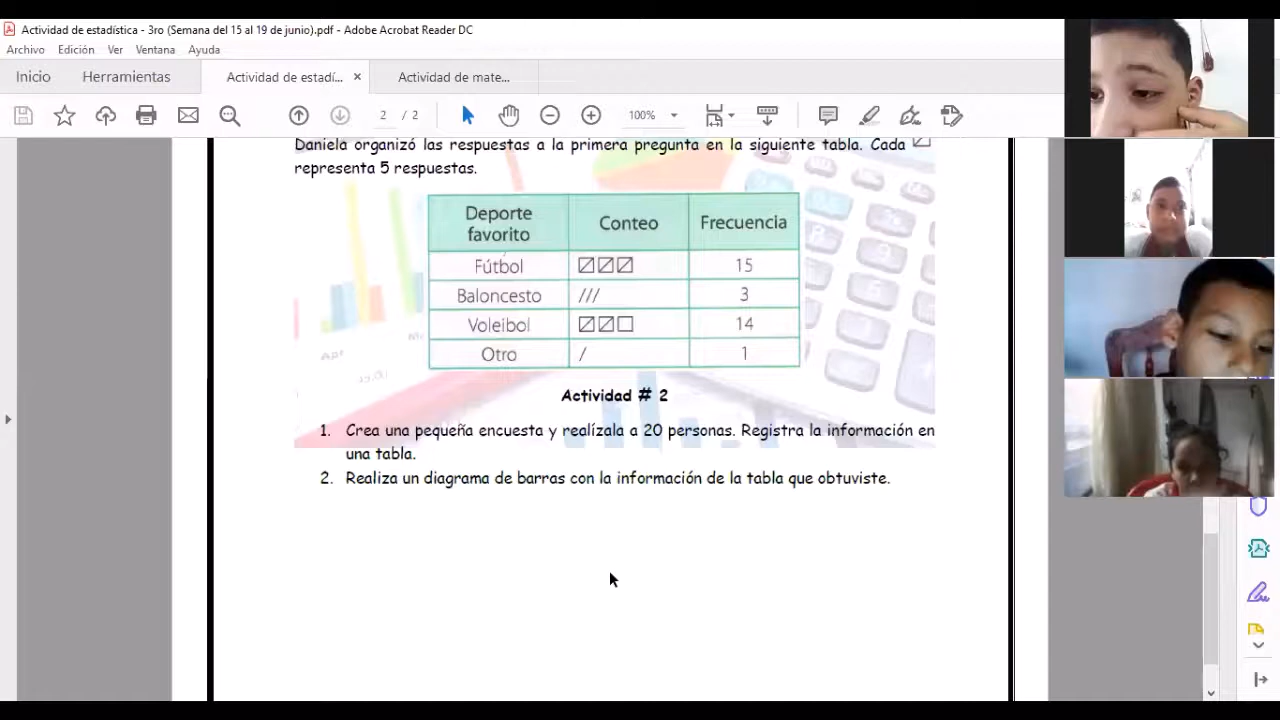 Actividad de estadística - 3ro (Semana del 15 al 19 de junio).pdf - Adobe Acrobat Reader DC
Archivo Edición Ver Ventana Ayuda
Inicio Herramientas Actividad de estadí... × Actividad de mate...
2 / 2 100%
Daniela organizó las respuestas a la primera pregunta en la siguiente tabla. Cada
representa 5 respuestas.
Deporte favorito Conteo Frecuencia
Fútbol 15
Baloncesto /// 3
Voleibol 14
Otro / 1
Actividad # 2
1. Crea una pequeña encuesta y realízala a 20 personas. Registra la información en
una tabla.
2. Realiza un diagrama de barras con la información de la tabla que obtuviste.